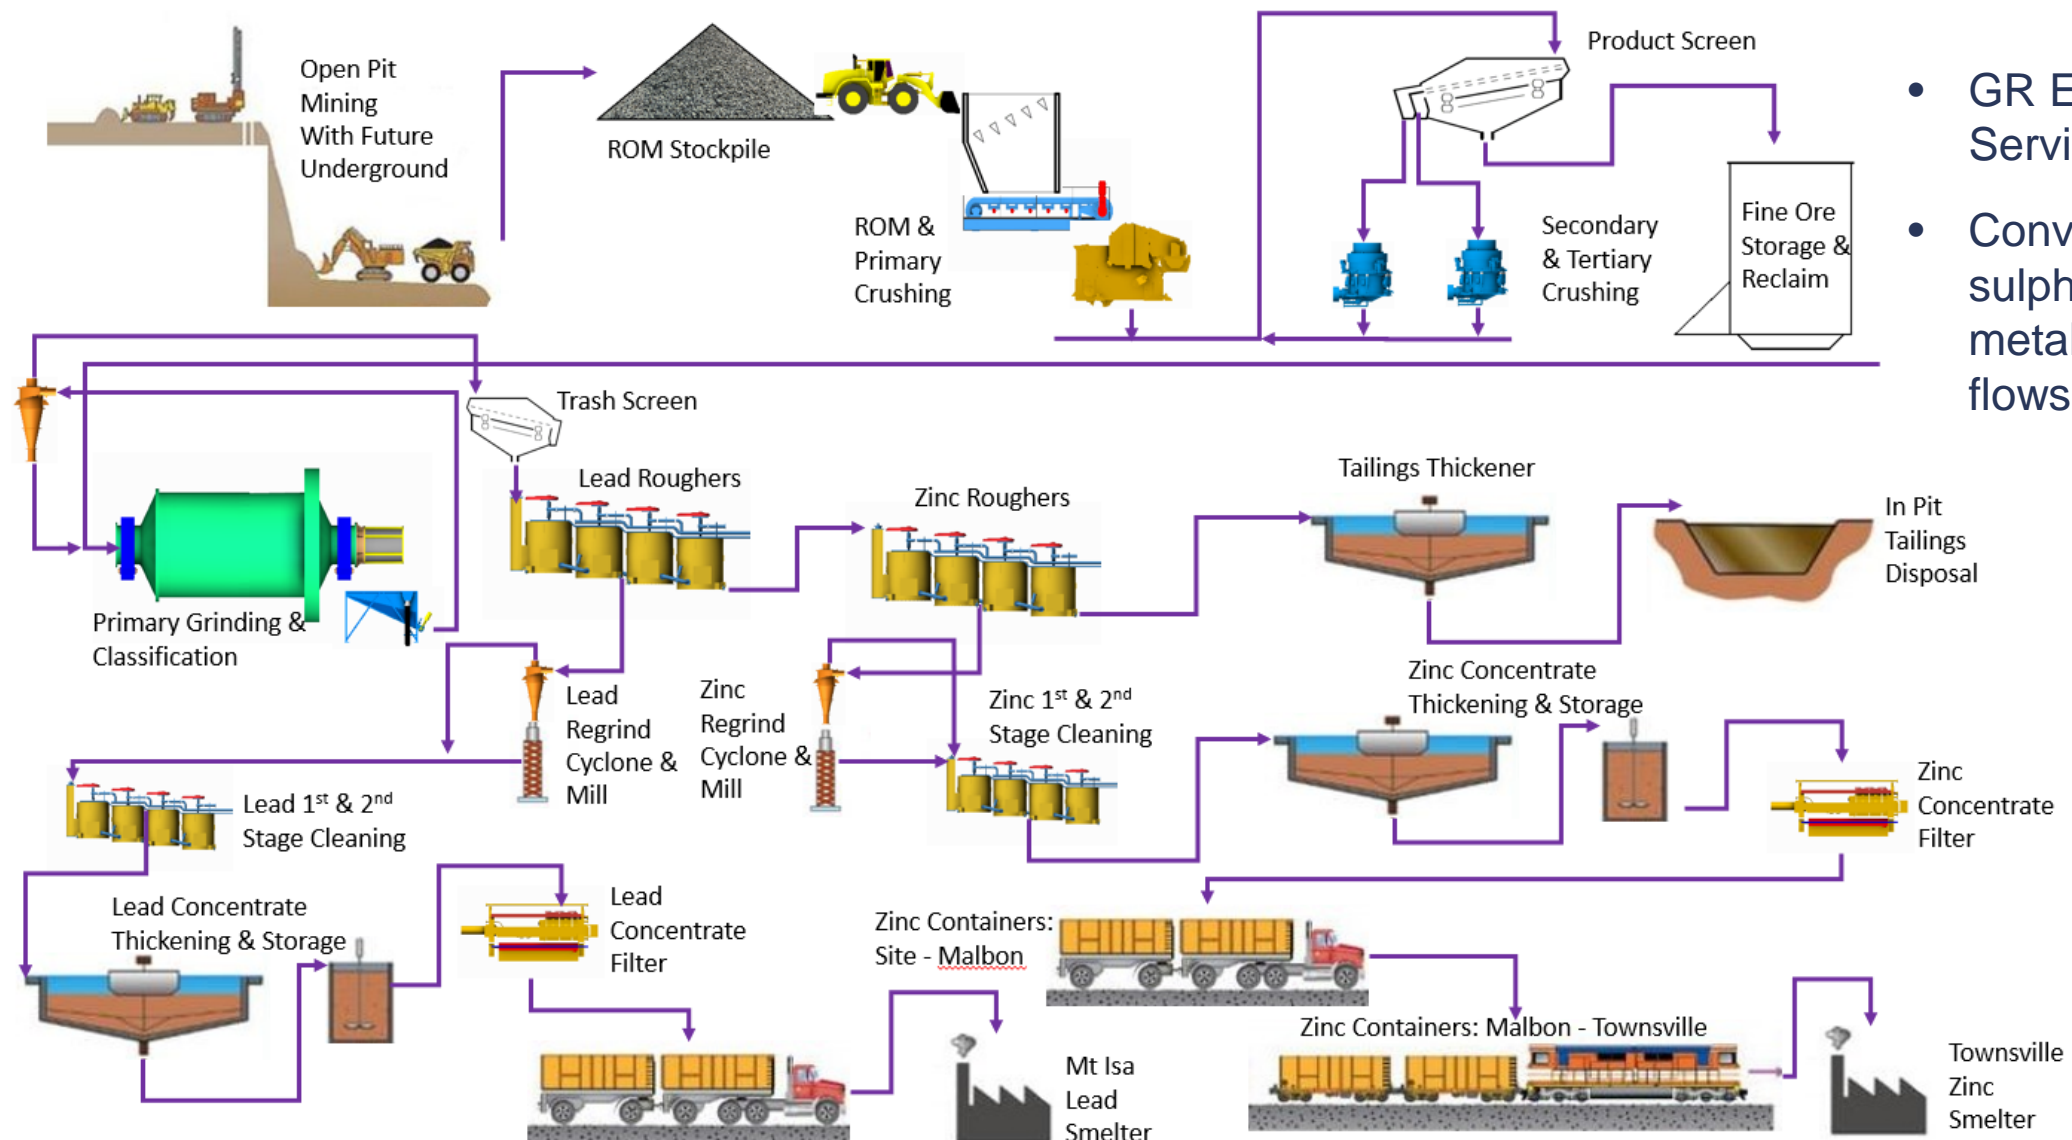 Open Pit
Mining
With Future
Underground
ROM Stockpile
ROM &
Primary
Crushing
Product Screen
Secondary
& Tertiary
Crushing
Fine Ore
Storage &
Reclaim
• GR E
Servi
• Conv
sulph
metal
flows
Trash Screen
Primary Grinding &
Classification
Lead Roughers
Zinc Roughers
Tailings Thickener
In Pit
Tailings
Disposal
Lead
Regrind
Cyclone &
Mill
Zinc
Regrind
Cyclone &
Mill
Zinc 1st & 2nd
Stage Cleaning
Zinc Concentrate
Thickening & Storage
Zinc
Concentrate
Filter
Lead 1st & 2nd
Stage Cleaning
Lead Concentrate
Thickening & Storage
Lead
Concentrate
Filter
Zinc Containers:
Site - Malbon
Zinc Containers: Malbon - Townsville
Mt Isa
Lead
Smelter
Townsville
Zinc
Smelter